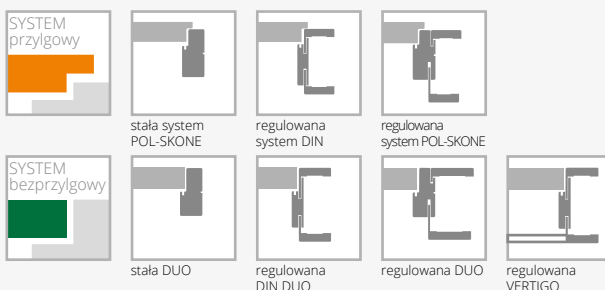 SYSTEM
przylgowy
stała system
POL-SKONE
regulowana
system DIN
regulowana
system POL-SKONE
SYSTEM
bezprzylgowy
stała DUO
regulowana
DIN DUO
regulowana DUO
regulowana
VERTIGO